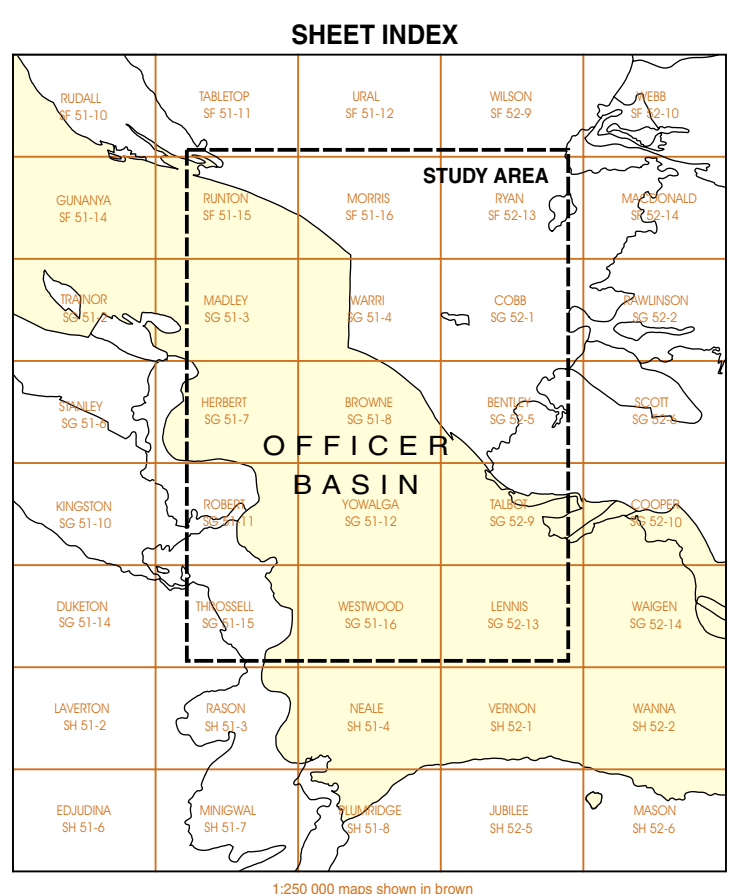 SHEET INDEX
RUDALL
SF 51-10
TABLETOP
SF 51-11
URAL
SF 51-12
WILSON
SF 52-9
WEBB
SF 52-10
STUDY AREA
GUNANYA
SF 51-14
RUNTON
SF 51-15
MORRIS
SF 51-16
RYAN
SF 52-13
MACDONALD
SF 52-14
TRAINOR
SG 51-2
MADLEY
SG 51-3
WARRI
SG 51-4
COBB
SG 52-1
RAWLINSON
SG 52-2
STANLEY
SG 51-6
HERBERT
SG 51-7
BROWNE
SG 51-8
BENTLEY
SG 52-5
SCOTT
SG 52-6
OFFICER
BASIN
KINGSTON
SG 51-10
ROBERT
SG 51-11
YOWALGA
SG 51-12
TALBOT
SG 52-9
COOPER
SG 52-10
DUKETON
SG 51-14
THROSSELL
SG 51-15
WESTWOOD
SG 51-16
LENNIS
SG 52-13
WAIGEN
SG 52-14
LAVERTON
SH 51-2
RASON
SH 51-3
NEALE
SH 51-4
VERNON
SH 52-1
WANNA
SH 52-2
EDJUDINA
SH 51-6
MINIGWAL
SH 51-7
PLUMRIDGE
SH 51-8
JUBILEE
SH 52-5
MASON
SH 52-6
1:250 000 maps shown in brown